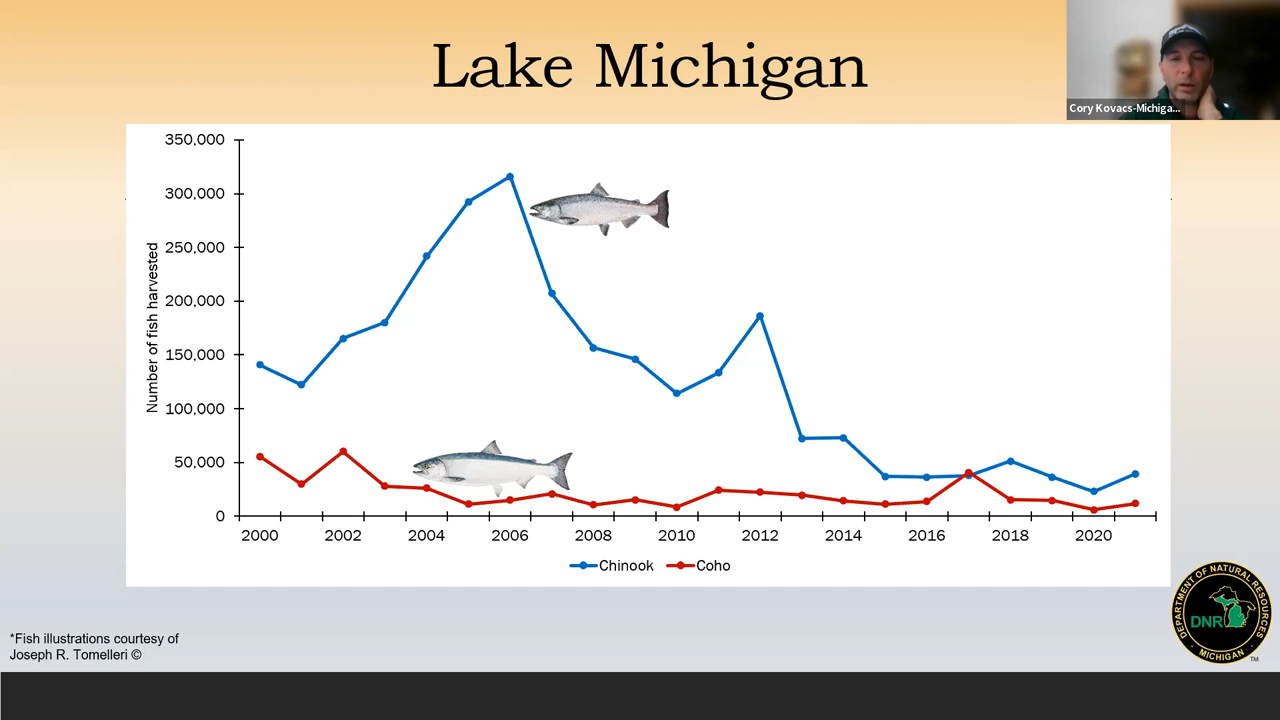 Lake Michigan
Cory Kovacs-Michiga...
350,000
300,000
250,000
200,000
150,000
100,000
50,000
0
Number of fish harvested
2000 2002 2004 2006 2008 2010 2012 2014 2016 2018 2020
Chinook Coho
*Fish illustrations courtesy of
Joseph R. Tomelleri ©
DEPARTMENT OF NATURAL RESOURCES
DNR
MICHIGAN
TM